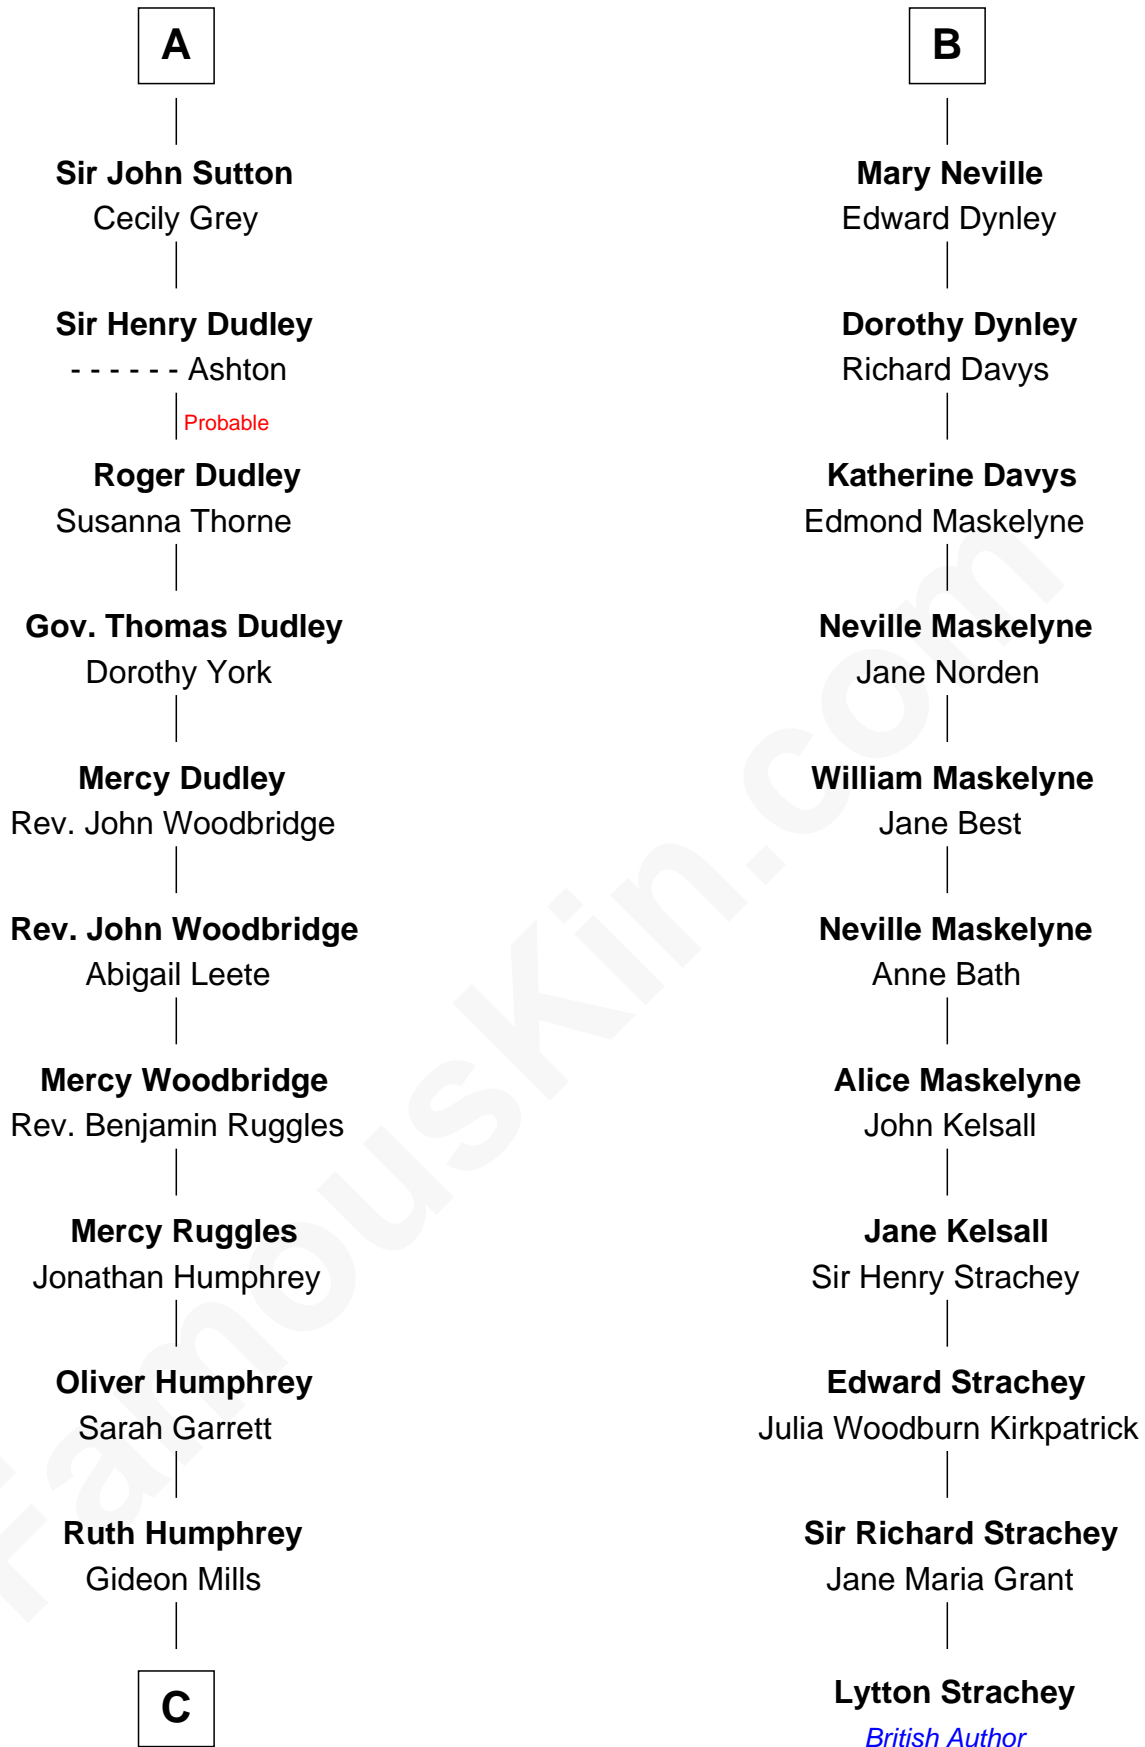 A
Sir John Sutton
Cecily Grey
Sir Henry Dudley
- - - - - - Ashton
Probable
Roger Dudley
Susanna Thorne
Gov. Thomas Dudley
Dorothy York
Mercy Dudley
Rev. John Woodbridge
Rev. John Woodbridge
Abigail Leete
Mercy Woodbridge
Rev. Benjamin Ruggles
Mercy Ruggles
Jonathan Humphrey
Oliver Humphrey
Sarah Garrett
Ruth Humphrey
Gideon Mills
C
B
Mary Neville
Edward Dynley
Dorothy Dynley
Richard Davys
Katherine Davys
Edmond Maskelyne
Neville Maskelyne
Jane Norden
William Maskelyne
Jane Best
Neville Maskelyne
Anne Bath
Alice Maskelyne
John Kelsall
Jane Kelsall
Sir Henry Strachey
Edward Strachey
Julia Woodburn Kirkpatrick
Sir Richard Strachey
Jane Maria Grant
Lytton Strachey
British Author
FamousKin.com